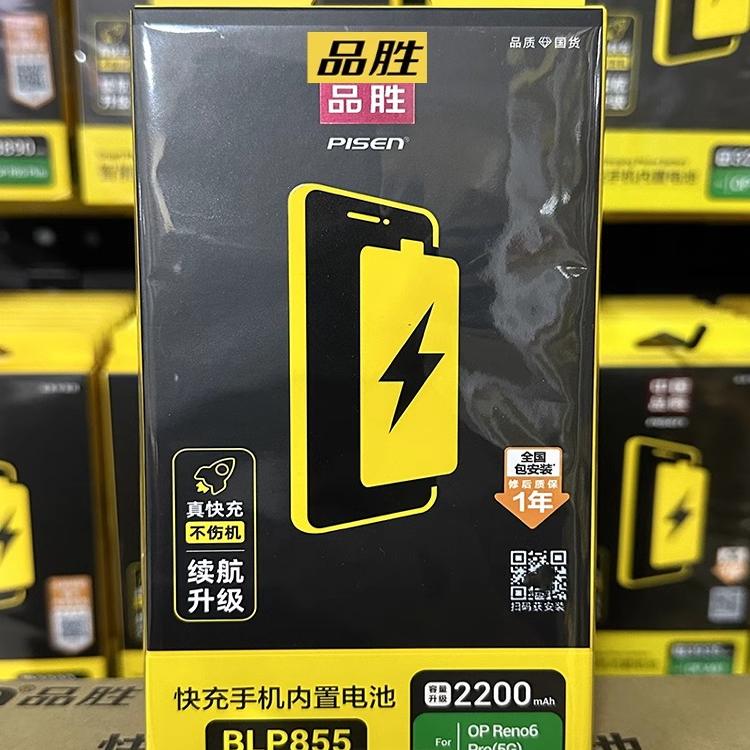 品胜
品质国货
品胜
PISEN®
全国
包安装*
修后质保
1年
真快充
不伤机
续航
升级
扫码获安装
快充手机内置电池
容量
升级 2200mAh
BLP855
For OP Reno6
Pro(5G)
品胜